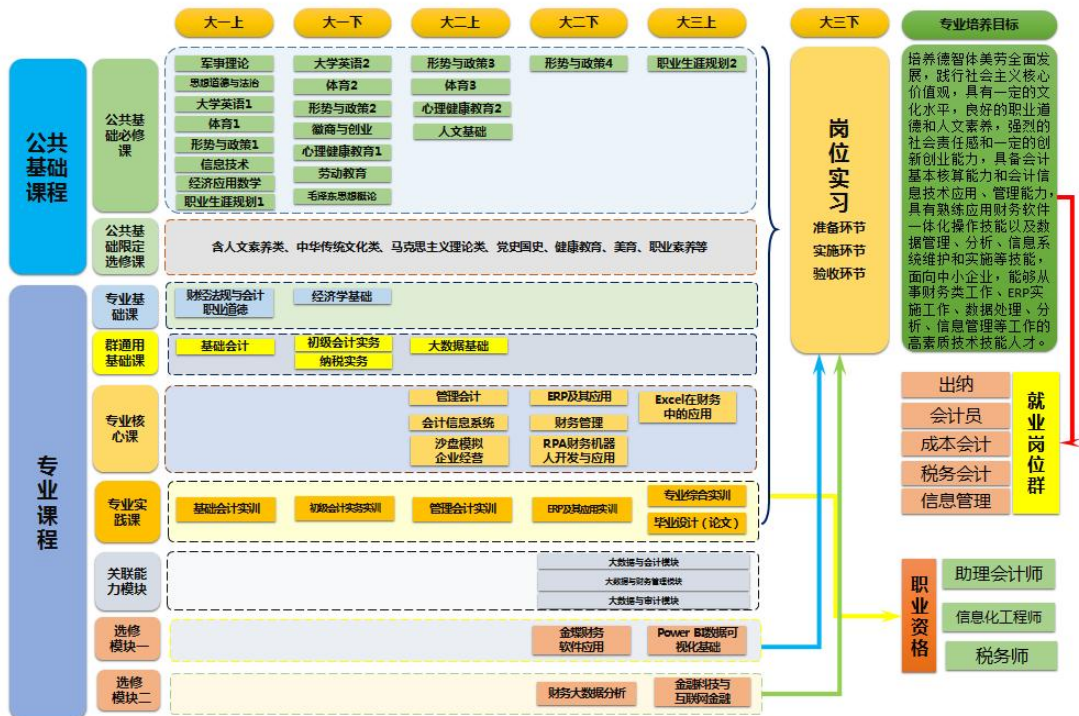 大一上
大一下
大二上
大二下
大三上
大三下
专业培养目标
公共
基础
课程
公共基
础必修
课
军事理论
思想道德与法治
大学英语1
体育1
形势与政策1
信息技术
经济应用数学
职业生涯规划1
大学英语2
体育2
形势与政策2
徽商与创业
心理健康教育1
劳动教育
毛泽东思想概论
形势与政策3
体育3
心理健康教育2
人文基础
形势与政策4
职业生涯规划2
公共基
础限定
选修课
含人文素养类、中华传统文化类、马克思主义理论类、党史国史、健康教育、美育、职业素养等
专业课程
专业基
础课
财经法规与会计
职业道德
经济学基础
群通用
基础课
基础会计
初级会计实务
纳税实务
大数据基础
专业核
心课
管理会计
会计信息系统
沙盘模拟
企业经营
ERP及其应用
财务管理
RPA财务机器
人开发与应用
Excel在财务
中的应用
专业实
践课
基础会计实训
初级会计实务实训
管理会计实训
ERP及其应用实训
专业综合实训
毕业设计（论文）
关联能
力模块
大数据与会计模块
大数据与财务管理模块
大数据与审计模块
选修
模块一
金蝶财务
软件应用
Power BI数据可
视化基础
选修
模块二
财务大数据分析
金融科技与
互联网金融
岗位实习
准备环节
实施环节
验收环节
培养德智体美劳全面发
展，践行社会主义核心
价值观，具有一定的文
化水平，良好的职业道
德和人文素养，强烈的
社会责任感和一定的创
新创业能力，具备会计
基本核算能力和会计信
息技术应用、管理能力，
具有熟练应用财务软件
一体化操作技能以及数
据管理、分析、信息系
统维护和实施等技能，
面向中小企业，能够从
事财务类工作、ERP实
施工作、数据处理、分
析、信息管理等工作的
高素质技术技能人才。
出纳
会计员
成本会计
税务会计
信息管理
就业岗位群
职业资格
助理会计师
信息化工程师
税务师